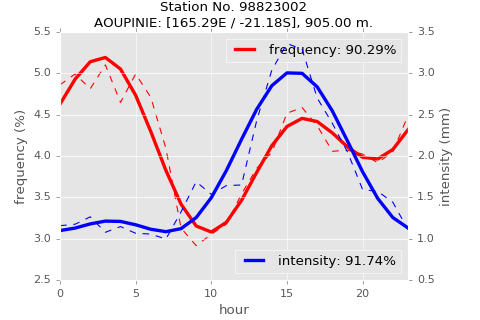 Station No. 98823002
AOUPINIE: [165.29E / -21.18S], 905.00 m.
5.5
5.0
4.5
4.0
3.5
3.0
2.5
frequency (%)
frequency: 90.29%
intensity: 91.74%
3.5
3.0
2.5
2.0
1.5
1.0
0.5
intensity (mm)
0 5 10 15 20
hour